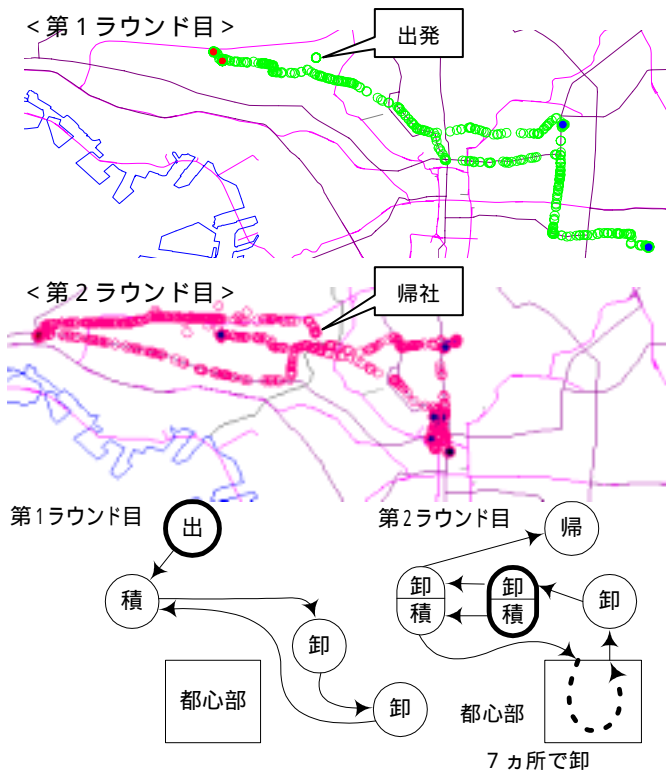 <第1ラウンド目>
出発
<第2ラウンド目>
帰社
第1ラウンド目
出
積
卸
卸
都心部
第2ラウンド目
帰
卸
積
卸
積
卸
都心部
7ヵ所で卸